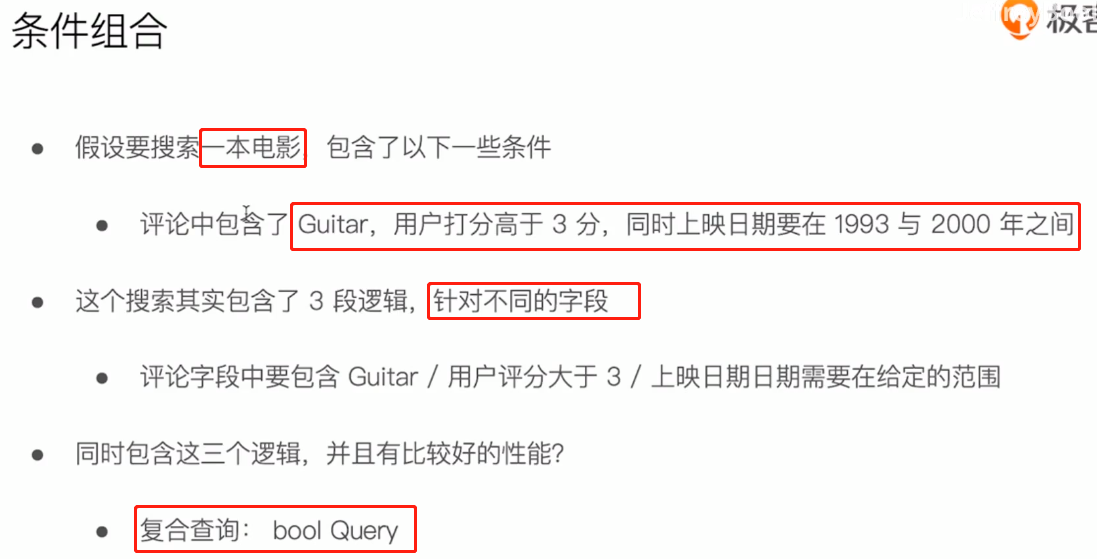 条件组合
极客
假设要搜索一本电影, 包含了以下一些条件
评论中包含了 Guitar，用户打分高于 3 分，同时上映日期要在 1993 与 2000 年之间
这个搜索其实包含了 3 段逻辑，针对不同的字段
评论字段中要包含 Guitar / 用户评分大于 3 / 上映日期日期需要在给定的范围
同时包含这三个逻辑，并且有比较好的性能？
复合查询： bool Query